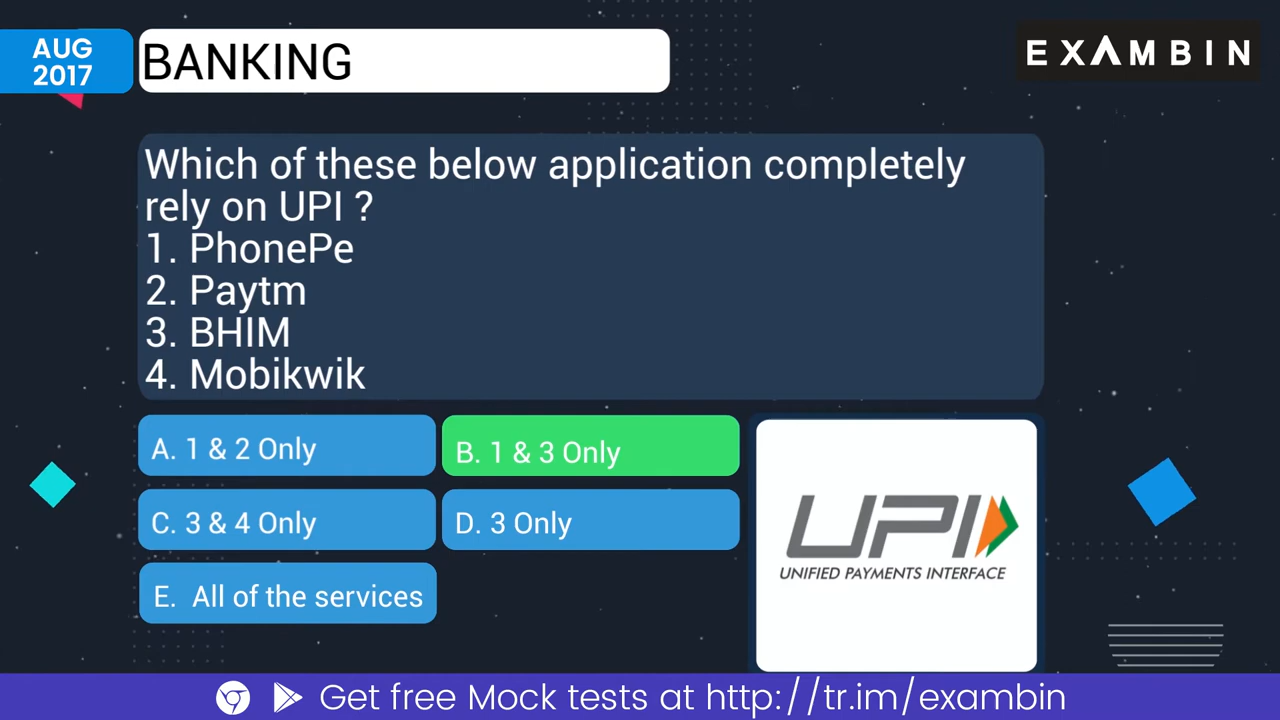 AUG
2017
BANKING
EXAMBIN
Which of these below application completely
rely on UPI ?
1. PhonePe
2. Paytm
3. BHIM
4. Mobikwik
A. 1 & 2 Only
B. 1 & 3 Only
C. 3 & 4 Only
D. 3 Only
E. All of the services
UPI
UNIFIED PAYMENTS INTERFACE
Get free Mock tests at http://tr.im/exambin